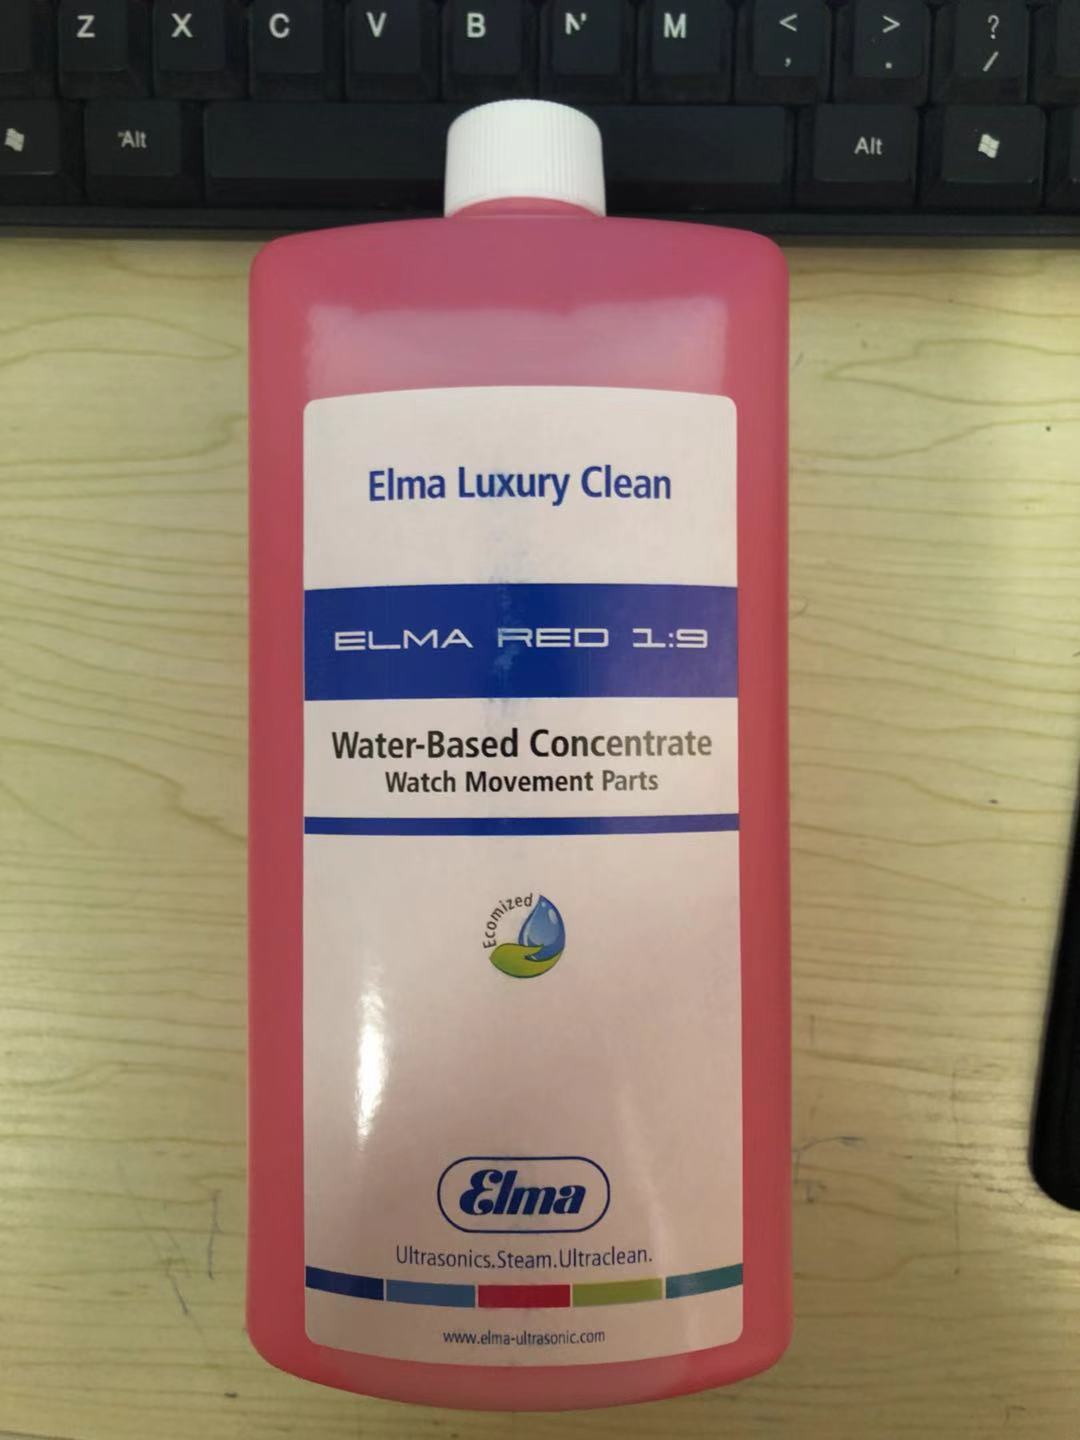 Z X C V B N M < , > . ? /
Alt Alt
Elma Luxury Clean
ELMA RED 1:9
Water-Based Concentrate
Watch Movement Parts
Ecomized
Elma
Ultrasonics.Steam.Ultraclean.
www.elma-ultrasonic.com